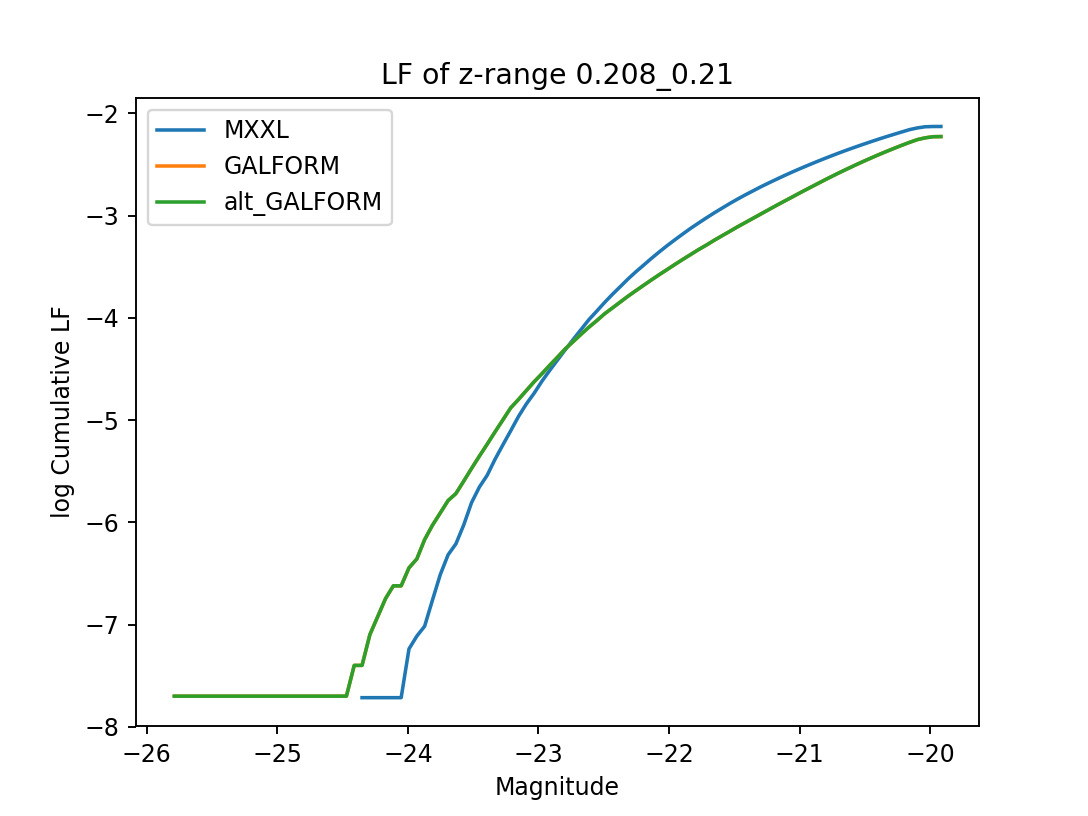 LF of z-range 0.208_0.21
MXXL
GALFORM
alt_GALFORM
log Cumulative LF
−2
−3
−4
−5
−6
−7
−8
−26
−25
−24
−23
−22
−21
−20
Magnitude